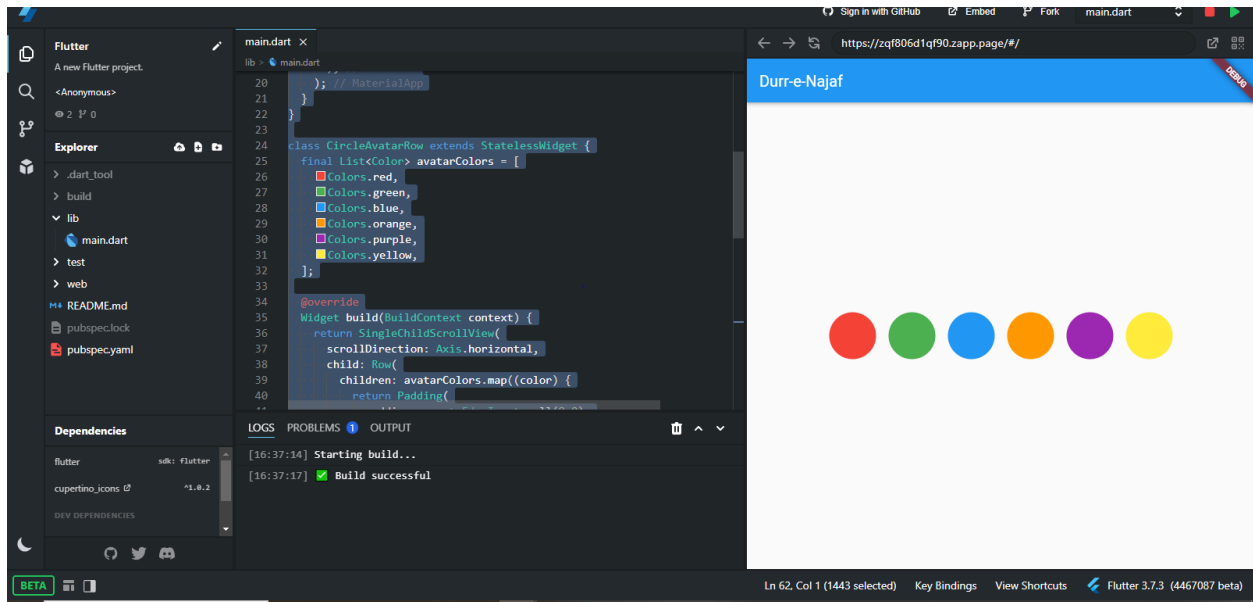 Sign in with GitHub
Embed
Fork
main.dart
Flutter
A new Flutter project.
<Anonymous>
2 0
Explorer
.dart_tool
build
lib
main.dart
test
web
README.md
pubspec.lock
pubspec.yaml
Dependencies
flutter sdk: flutter
cupertino_icons ^1.0.2
DEV DEPENDENCIES
main.dart
lib > main.dart
20 ); // MaterialApp
21 }
22 }
23
24 class CircleAvatarRow extends StatelessWidget {
25 final List<Color> avatarColors = [
26 Colors.red,
27 Colors.green,
28 Colors.blue,
29 Colors.orange,
30 Colors.purple,
31 Colors.yellow,
32 ];
33
34 @override
35 Widget build(BuildContext context) {
36 return SingleChildScrollView(
37 scrollDirection: Axis.horizontal,
38 child: Row(
39 children: avatarColors.map((color) {
40 return Padding(
LOGS PROBLEMS 1 OUTPUT
[16:37:14] Starting build...
[16:37:17] Build successful
https://zqf806d1qf90.zapp.page/#/
Durr-e-Najaf
DEBUG
BETA
Ln 62, Col 1 (1443 selected) Key Bindings View Shortcuts Flutter 3.7.3 (4467087 beta)